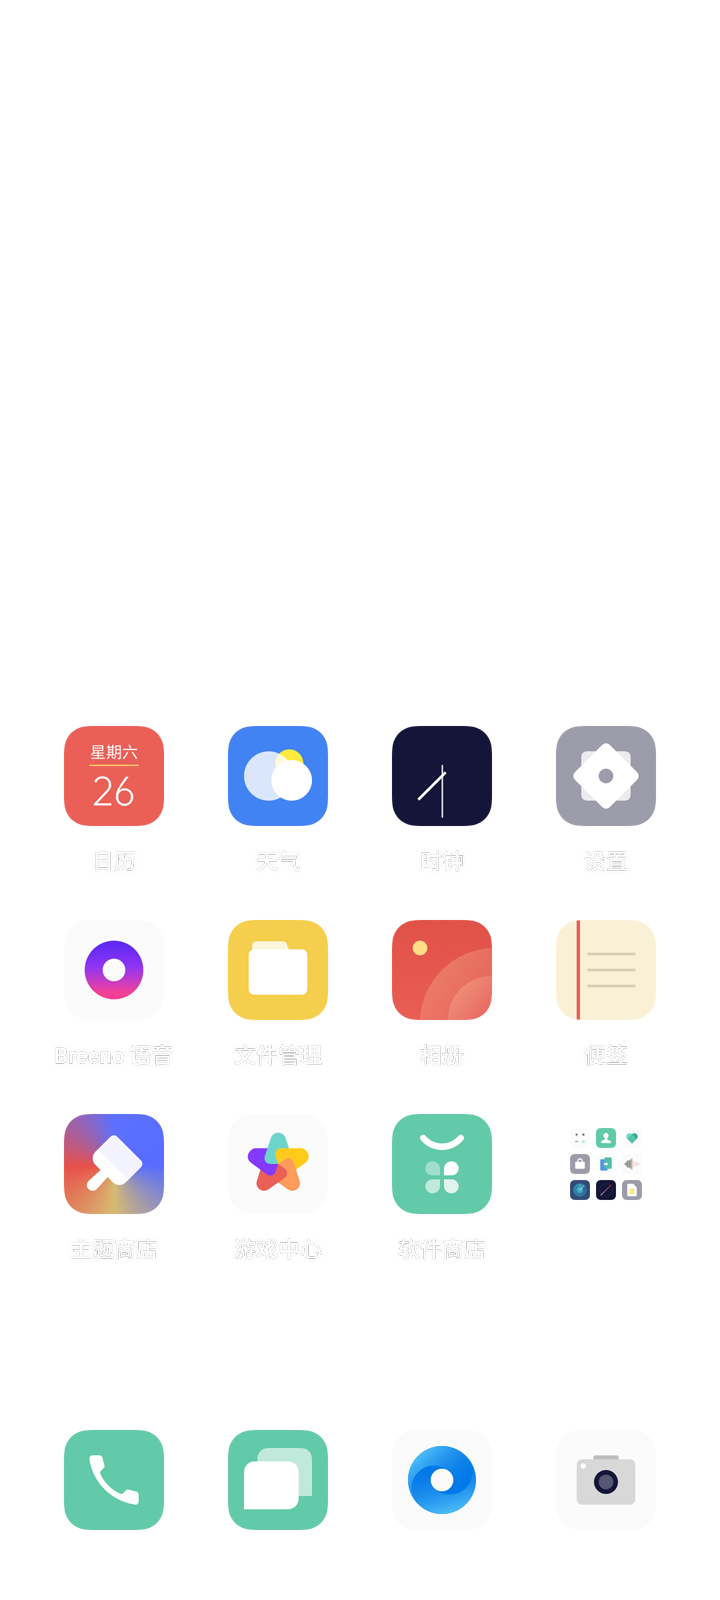 星期六
26
日历
天气
时钟
设置
Breeno 语音
文件管理
相册
便签
主题商店
游戏中心
软件商店